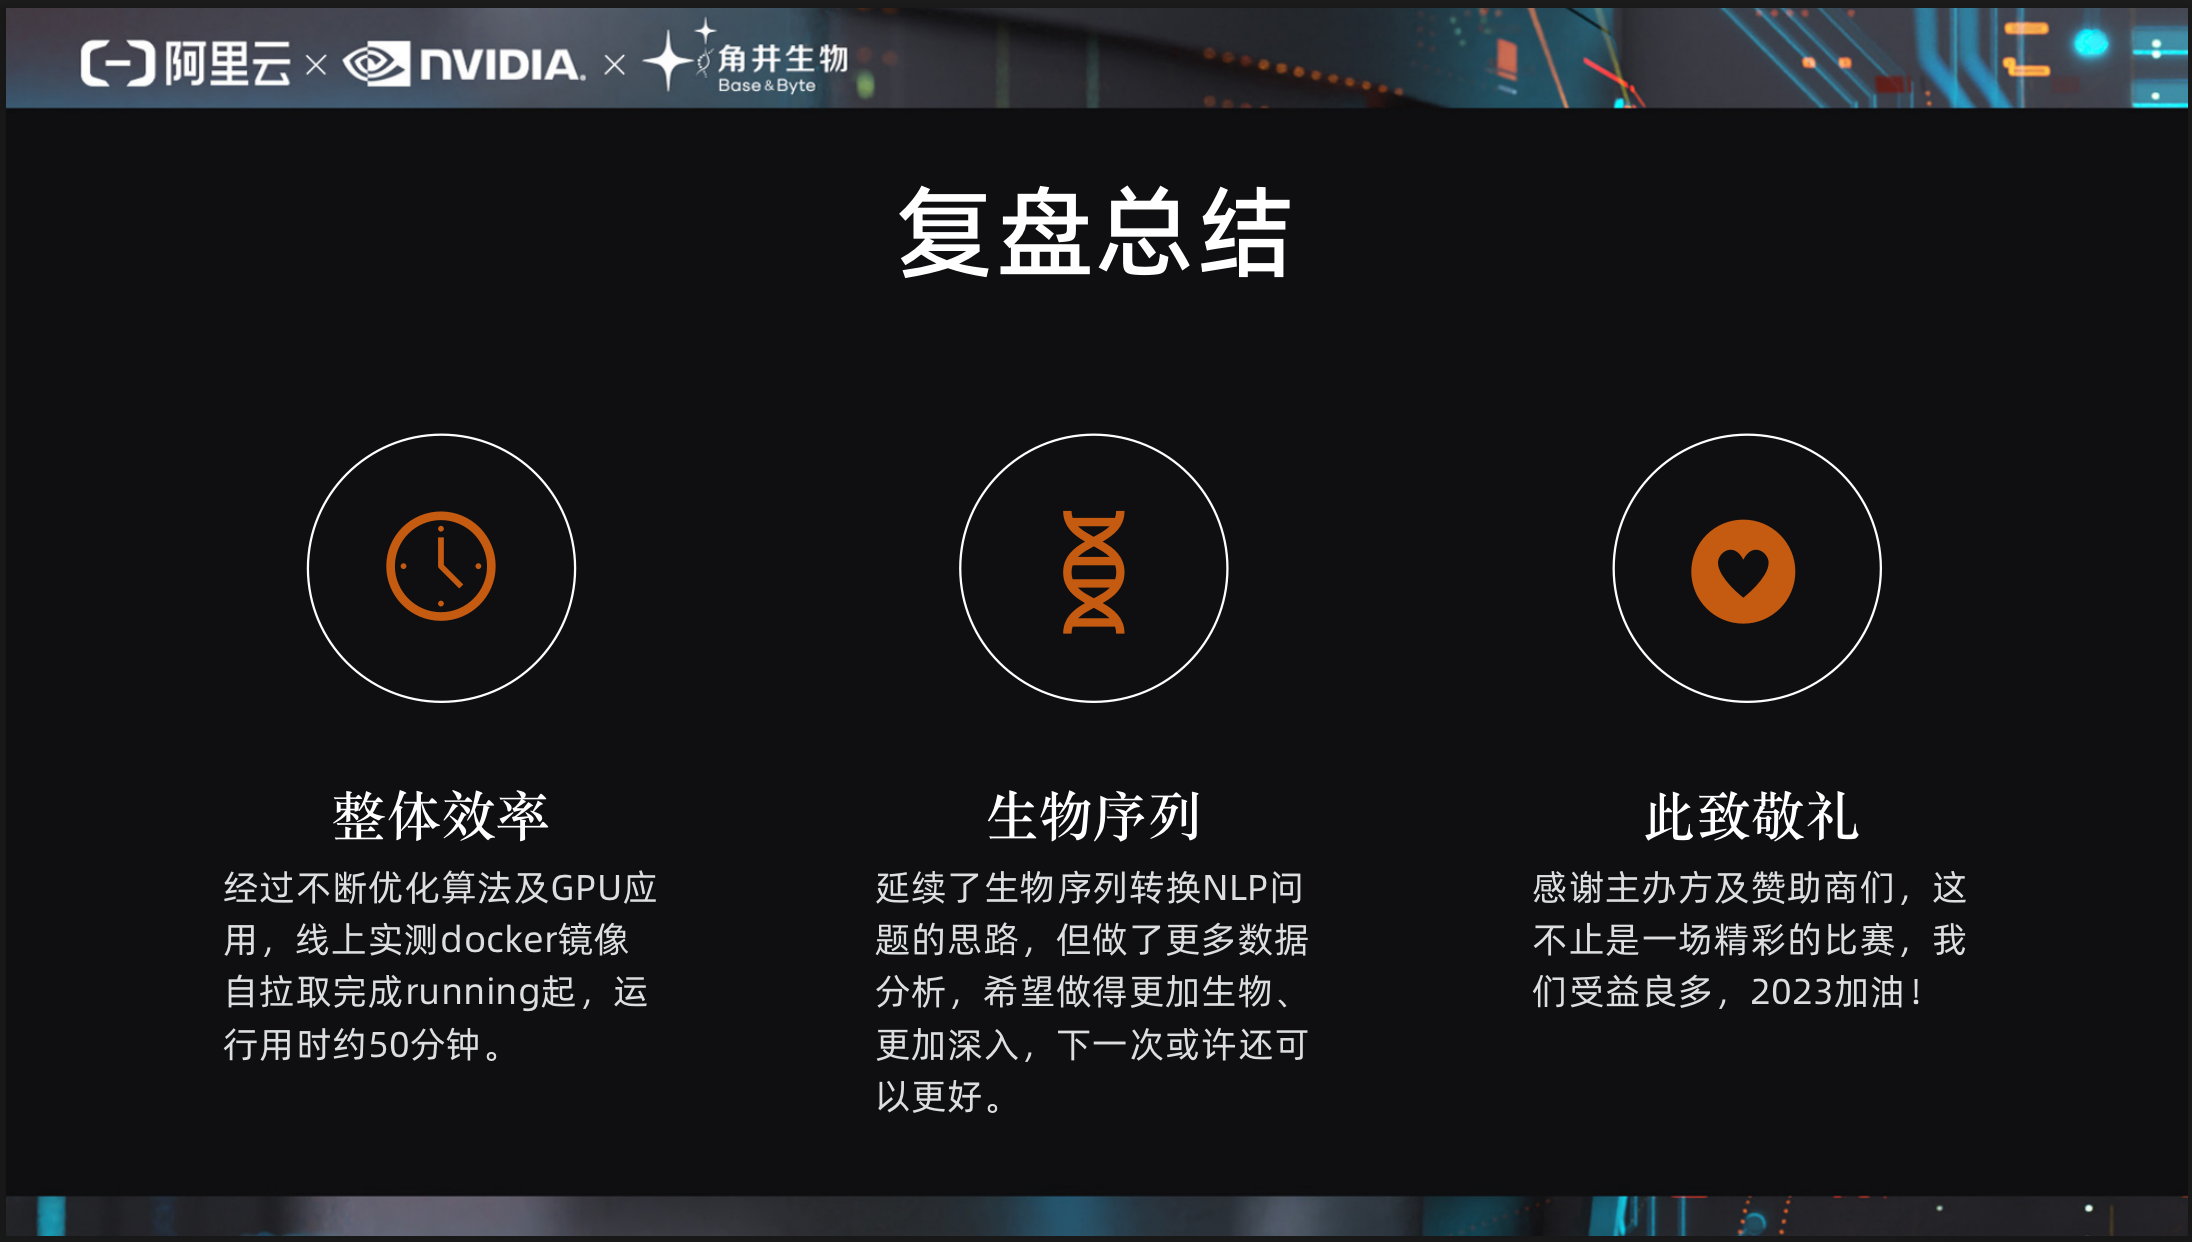 阿里云 × NVIDIA. × 角井生物
Base & Byte
复盘总结
整体效率
经过不断优化算法及GPU应
用，线上实测docker镜像
自拉取完成running起，运
行用时约50分钟。
生物序列
延续了生物序列转换NLP问
题的思路，但做了更多数据
分析，希望做得更加生物、
更加深入，下一次或许还可
以更好。
此致敬礼
感谢主办方及赞助商们，这
不止是一场精彩的比赛，我
们受益良多，2023加油！